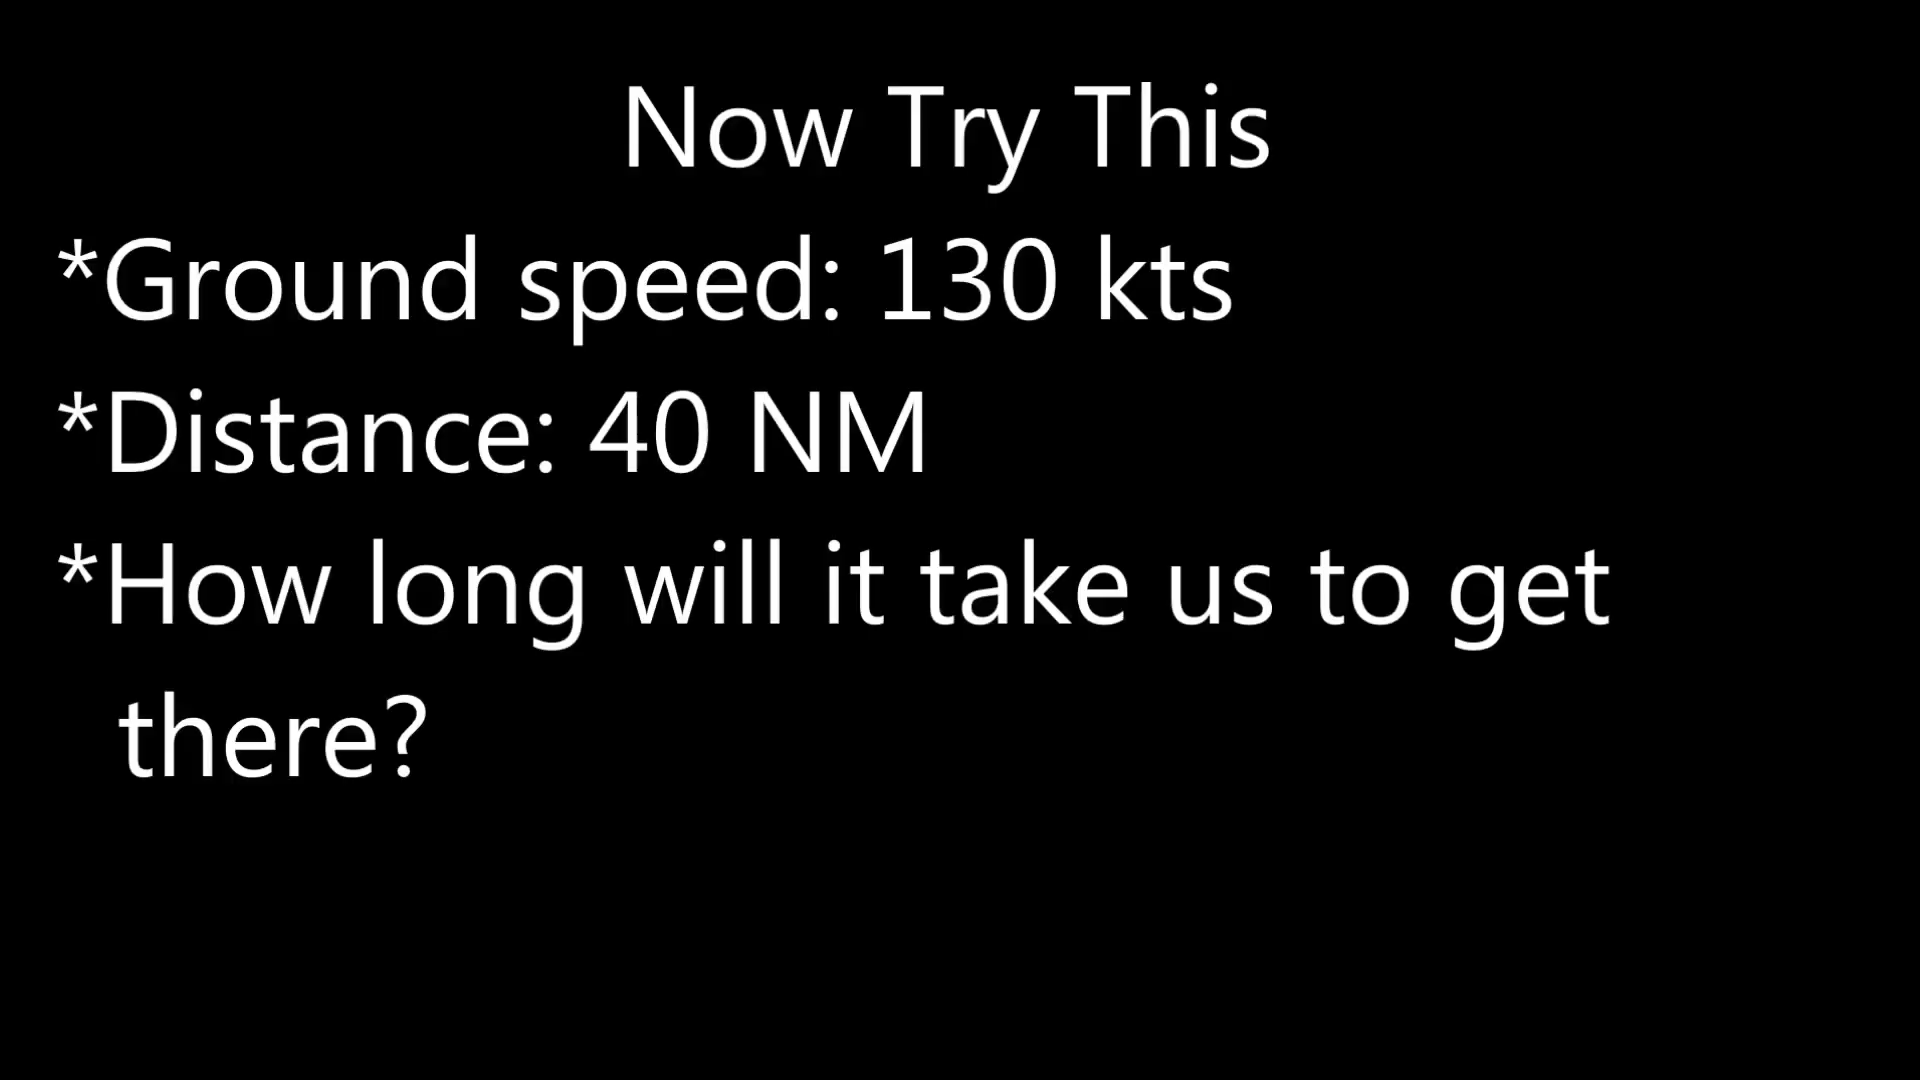 Now Try This
*Ground speed: 130 kts
*Distance: 40 NM
*How long will it take us to get
there?